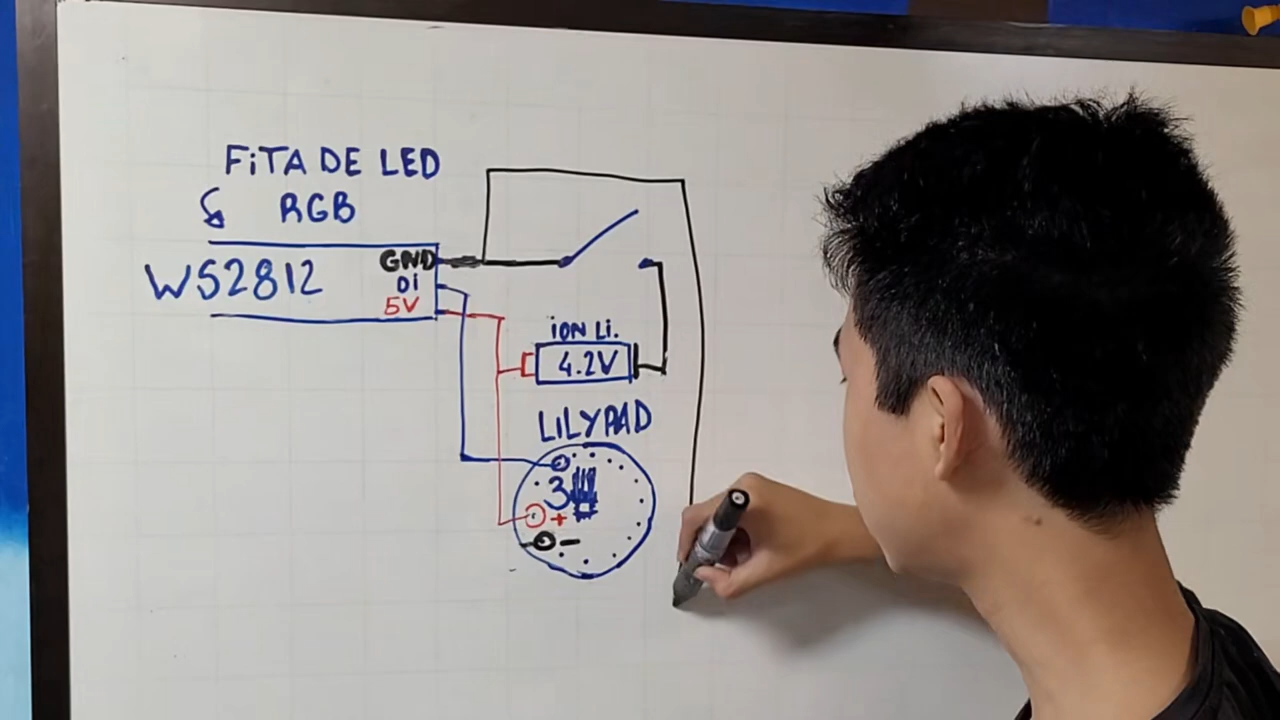 FiTA DE LED
RGB
WS2812
GND
Di
5V
iON Li.
4.2V
LILYPAD
3
+
-